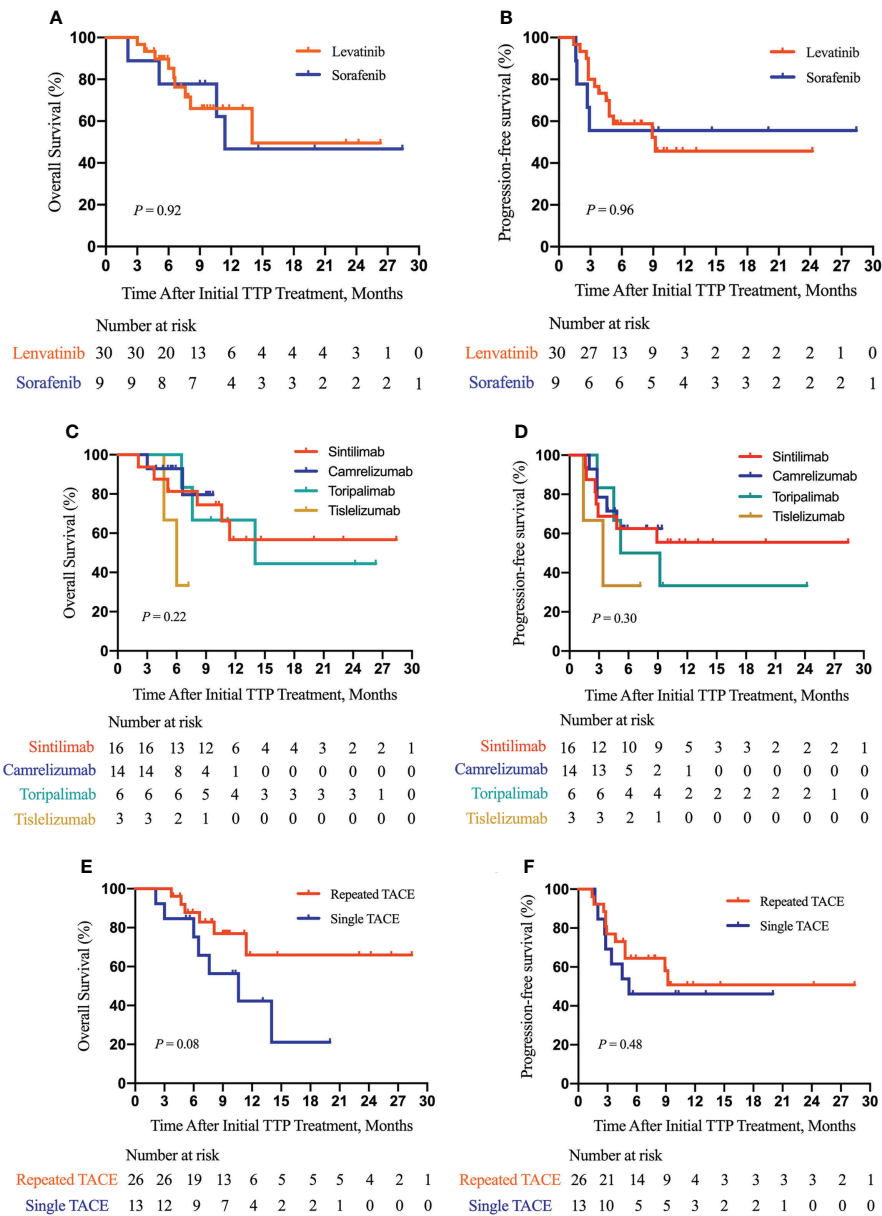 A
Overall Survival (%)
100
80
60
40
20
0
Levatinib
Sorafenib
P = 0.92
0 3 6 9 12 15 18 21 24 27 30
Time After Initial TTP Treatment, Months
Number at risk
Lenvatinib 30 30 20 13 6 4 4 4 3 1 0
Sorafenib 9 9 8 7 4 3 3 2 2 2 1
B
Progression-free survival (%)
100
80
60
40
20
0
Levatinib
Sorafenib
P = 0.96
0 3 6 9 12 15 18 21 24 27 30
Time After Initial TTP Treatment, Months
Number at risk
Lenvatinib 30 27 13 9 3 2 2 2 2 1 0
Sorafenib 9 6 6 5 4 3 3 2 2 2 1
C
Overall Survival (%)
100
80
60
40
20
0
Sintilimab
Camrelizumab
Toripalimab
Tislelizumab
P = 0.22
0 3 6 9 12 15 18 21 24 27 30
Time After Initial TTP Treatment, Months
Number at risk
Sintilimab 16 16 13 12 6 4 4 3 2 2 1
Camrelizumab 14 14 8 4 1 0 0 0 0 0 0
Toripalimab 6 6 6 5 4 3 3 3 3 1 0
Tislelizumab 3 3 2 1 0 0 0 0 0 0 0
D
Progression-free survival (%)
100
80
60
40
20
0
Sintilimab
Camrelizumab
Toripalimab
Tislelizumab
P = 0.30
0 3 6 9 12 15 18 21 24 27 30
Time After Initial TTP Treatment, Months
Number at risk
Sintilimab 16 12 10 9 5 3 3 2 2 2 1
Camrelizumab 14 13 5 2 1 0 0 0 0 0 0
Toripalimab 6 6 4 4 2 2 2 2 2 1 0
Tislelizumab 3 3 2 1 0 0 0 0 0 0 0
E
Overall Survival (%)
100
80
60
40
20
0
Repeated TACE
Single TACE
P = 0.08
0 3 6 9 12 15 18 21 24 27 30
Time After Initial TTP Treatment, Months
Number at risk
Repeated TACE 26 26 19 13 6 5 5 5 4 2 1
Single TACE 13 12 9 7 4 2 2 1 0 0 0
F
Progression-free survival (%)
100
80
60
40
20
0
Repeated TACE
Single TACE
P = 0.48
0 3 6 9 12 15 18 21 24 27 30
Time After Initial TTP Treatment, Months
Number at risk
Repeated TACE 26 21 14 9 4 3 3 3 3 2 1
Single TACE 13 10 5 5 3 2 2 1 0 0 0